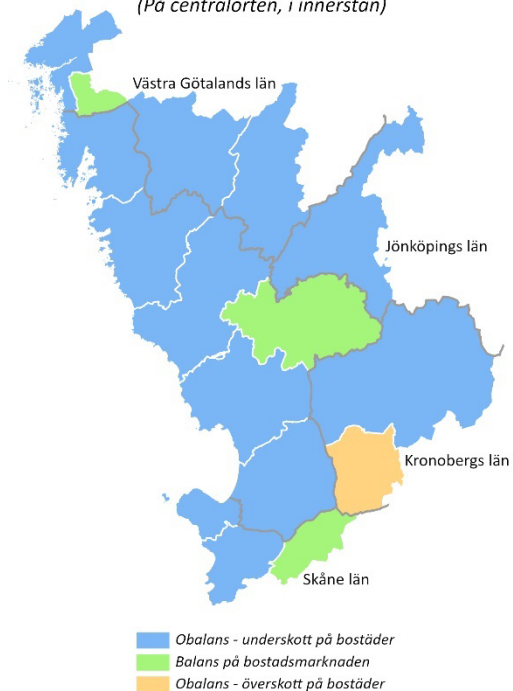 (På centralorten, i innerstan)
Västra Götalands län
Jönköpings län
Kronobergs län
Skåne län
Obalans - underskott på bostäder
Balans på bostadsmarknaden
Obalans - överskott på bostäder